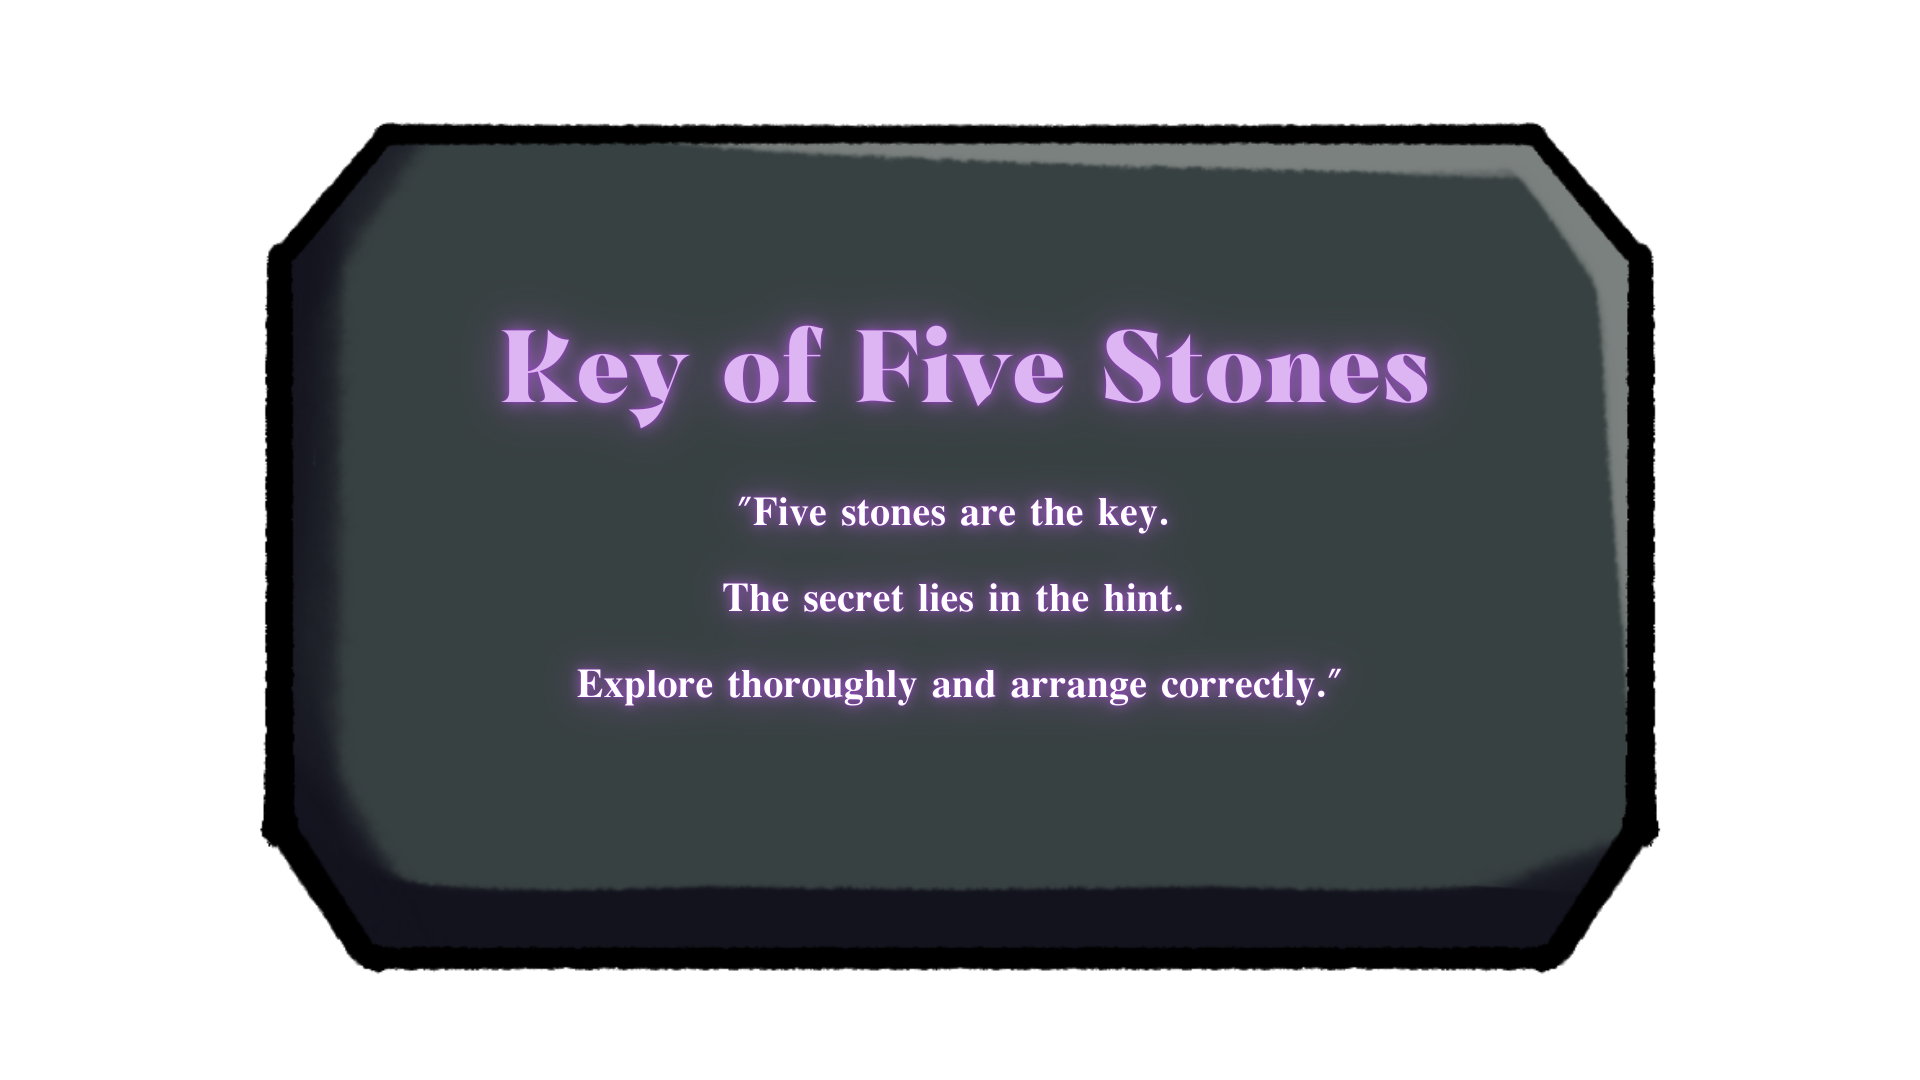 Key of Five Stones
"Five stones are the key.
The secret lies in the hint.
Explore thoroughly and arrange correctly."